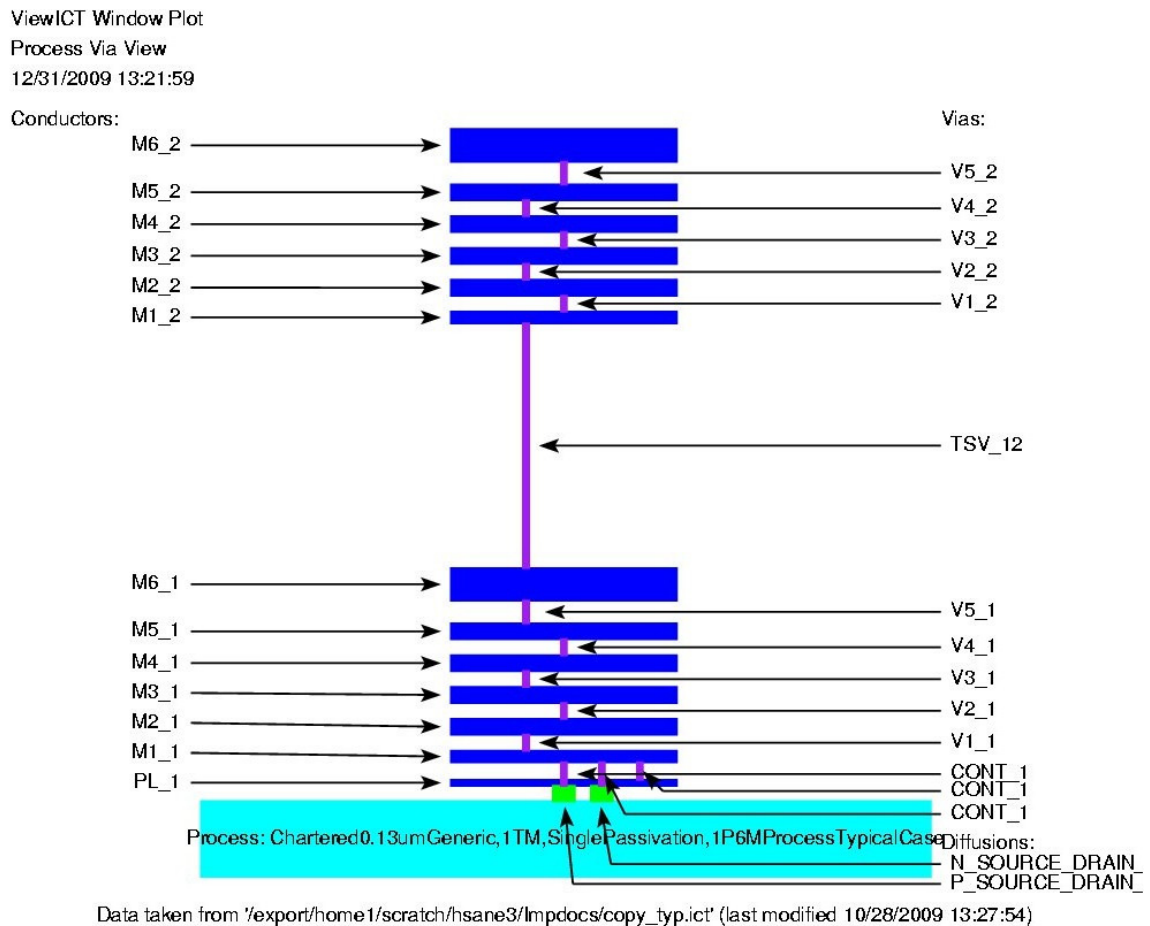 ViewICT Window Plot
Process Via View
12/31/2009 13:21:59
Conductors:
Vias:
M6_2
V5_2
M5_2
V4_2
M4_2
V3_2
M3_2
V2_2
M2_2
V1_2
M1_2
TSV_12
M6_1
V5_1
M5_1
V4_1
M4_1
V3_1
M3_1
V2_1
M2_1
V1_1
M1_1
CONT_1
PL_1
CONT_1
CONT_1
Process: Chartered0.13umGeneric,1TM,SinglePassivation,1P6MProcessTypicalCase
Diffusions:
N_SOURCE_DRAIN_
P_SOURCE_DRAIN_
Data taken from '/export/home1/scratch/hsane3/Impdocs/copy_typ.ict' (last modified 10/28/2009 13:27:54)